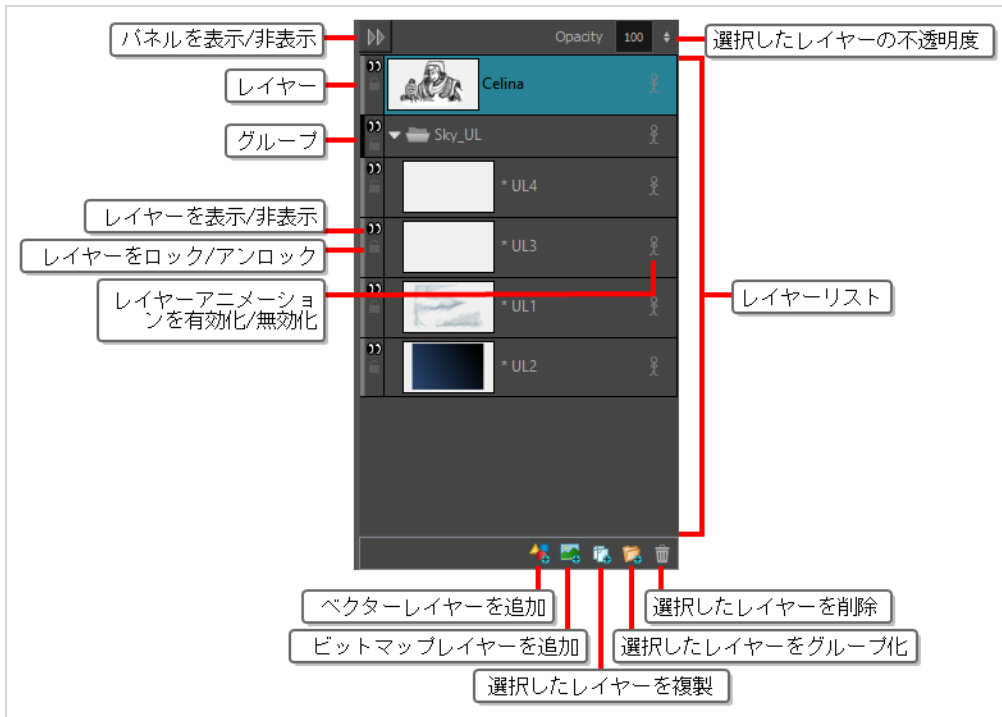 パネルを表示/非表示
Opacity 100
選択したレイヤーの不透明度
レイヤー
Celina
グループ
Sky_UL
* UL4
レイヤーを表示/非表示
レイヤーをロック/アンロック
* UL3
レイヤーアニメーショ
ンを有効化/無効化
レイヤーリスト
* UL1
* UL2
ベクターレイヤーを追加
選択したレイヤーを削除
ビットマップレイヤーを追加
選択したレイヤーをグループ化
選択したレイヤーを複製